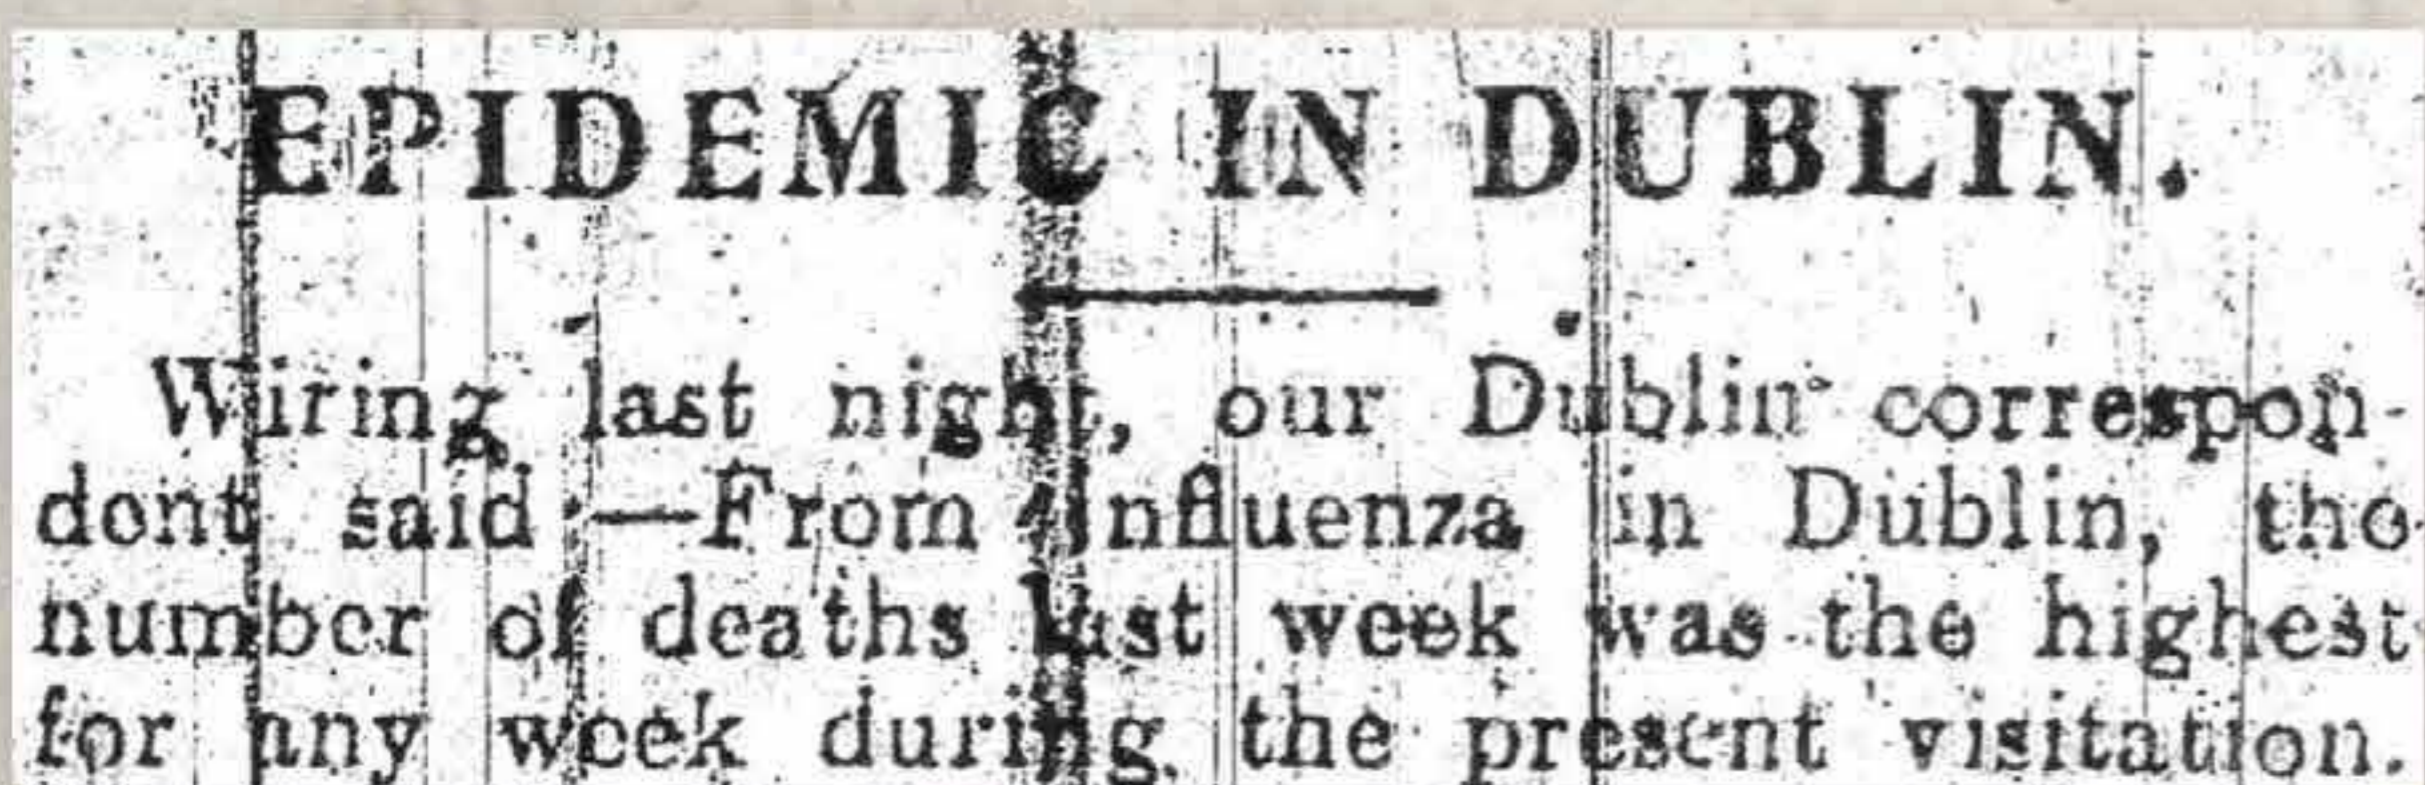 EPIDEMIC IN DUBLIN.
Wiring last night, our Dublin correspon-
dent said:—From influenza in Dublin, the
number of deaths last week was the highest
for any week during the present visitation.